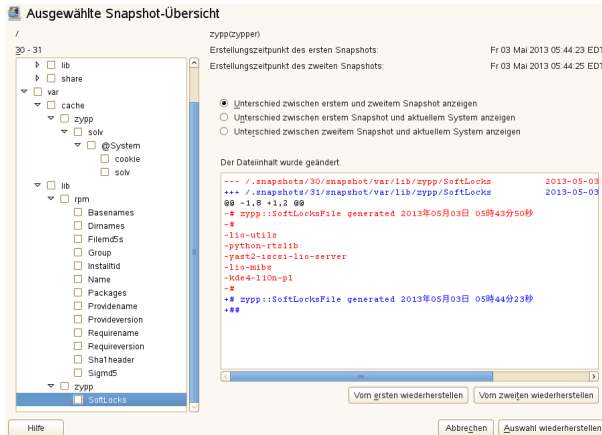 Ausgewählte Snapshot-Übersicht
/
30 - 31
lib
share
var
cache
zypp
solv
@System
cookie
solv
lib
rpm
Basenames
Dirnames
Filemd5s
Group
Installtid
Name
Packages
Providename
Provideversion
Requirename
Requireversion
Sha1header
Sigmd5
zypp
SoftLocks
zypp(zypper)
Erstellungszeitpunkt des ersten Snapshots: Fr 03 Mai 2013 05:44:23 EDT
Erstellungszeitpunkt des zweiten Snapshots: Fr 03 Mai 2013 05:44:25 EDT
Unterschied zwischen erstem und zweitem Snapshot anzeigen
Unterschied zwischen erstem Snapshot und aktuellem System anzeigen
Unterschied zwischen zweitem Snapshot und aktuellem System anzeigen
Der Dateiinhalt wurde geändert.
--- /.snapshots/30/snapshot/var/lib/zypp/SoftLocks 2013-05-03
+++ /.snapshots/31/snapshot/var/lib/zypp/SoftLocks 2013-05-03
@@ -1,8 +1,2 @@
-# zypp::SoftLocksFile generated 2013年05月03日 05時43分50秒
-#
-lio-utils
-python-rtslib
-yast2-iscsi-lio-server
-lio-mibs
-kde4-l10n-pl
-#
+# zypp::SoftLocksFile generated 2013年05月03日 05時44分23秒
+##
Vom ersten wiederherstellen Vom zweiten wiederherstellen
Hilfe Abbrechen Auswahl wiederherstellen